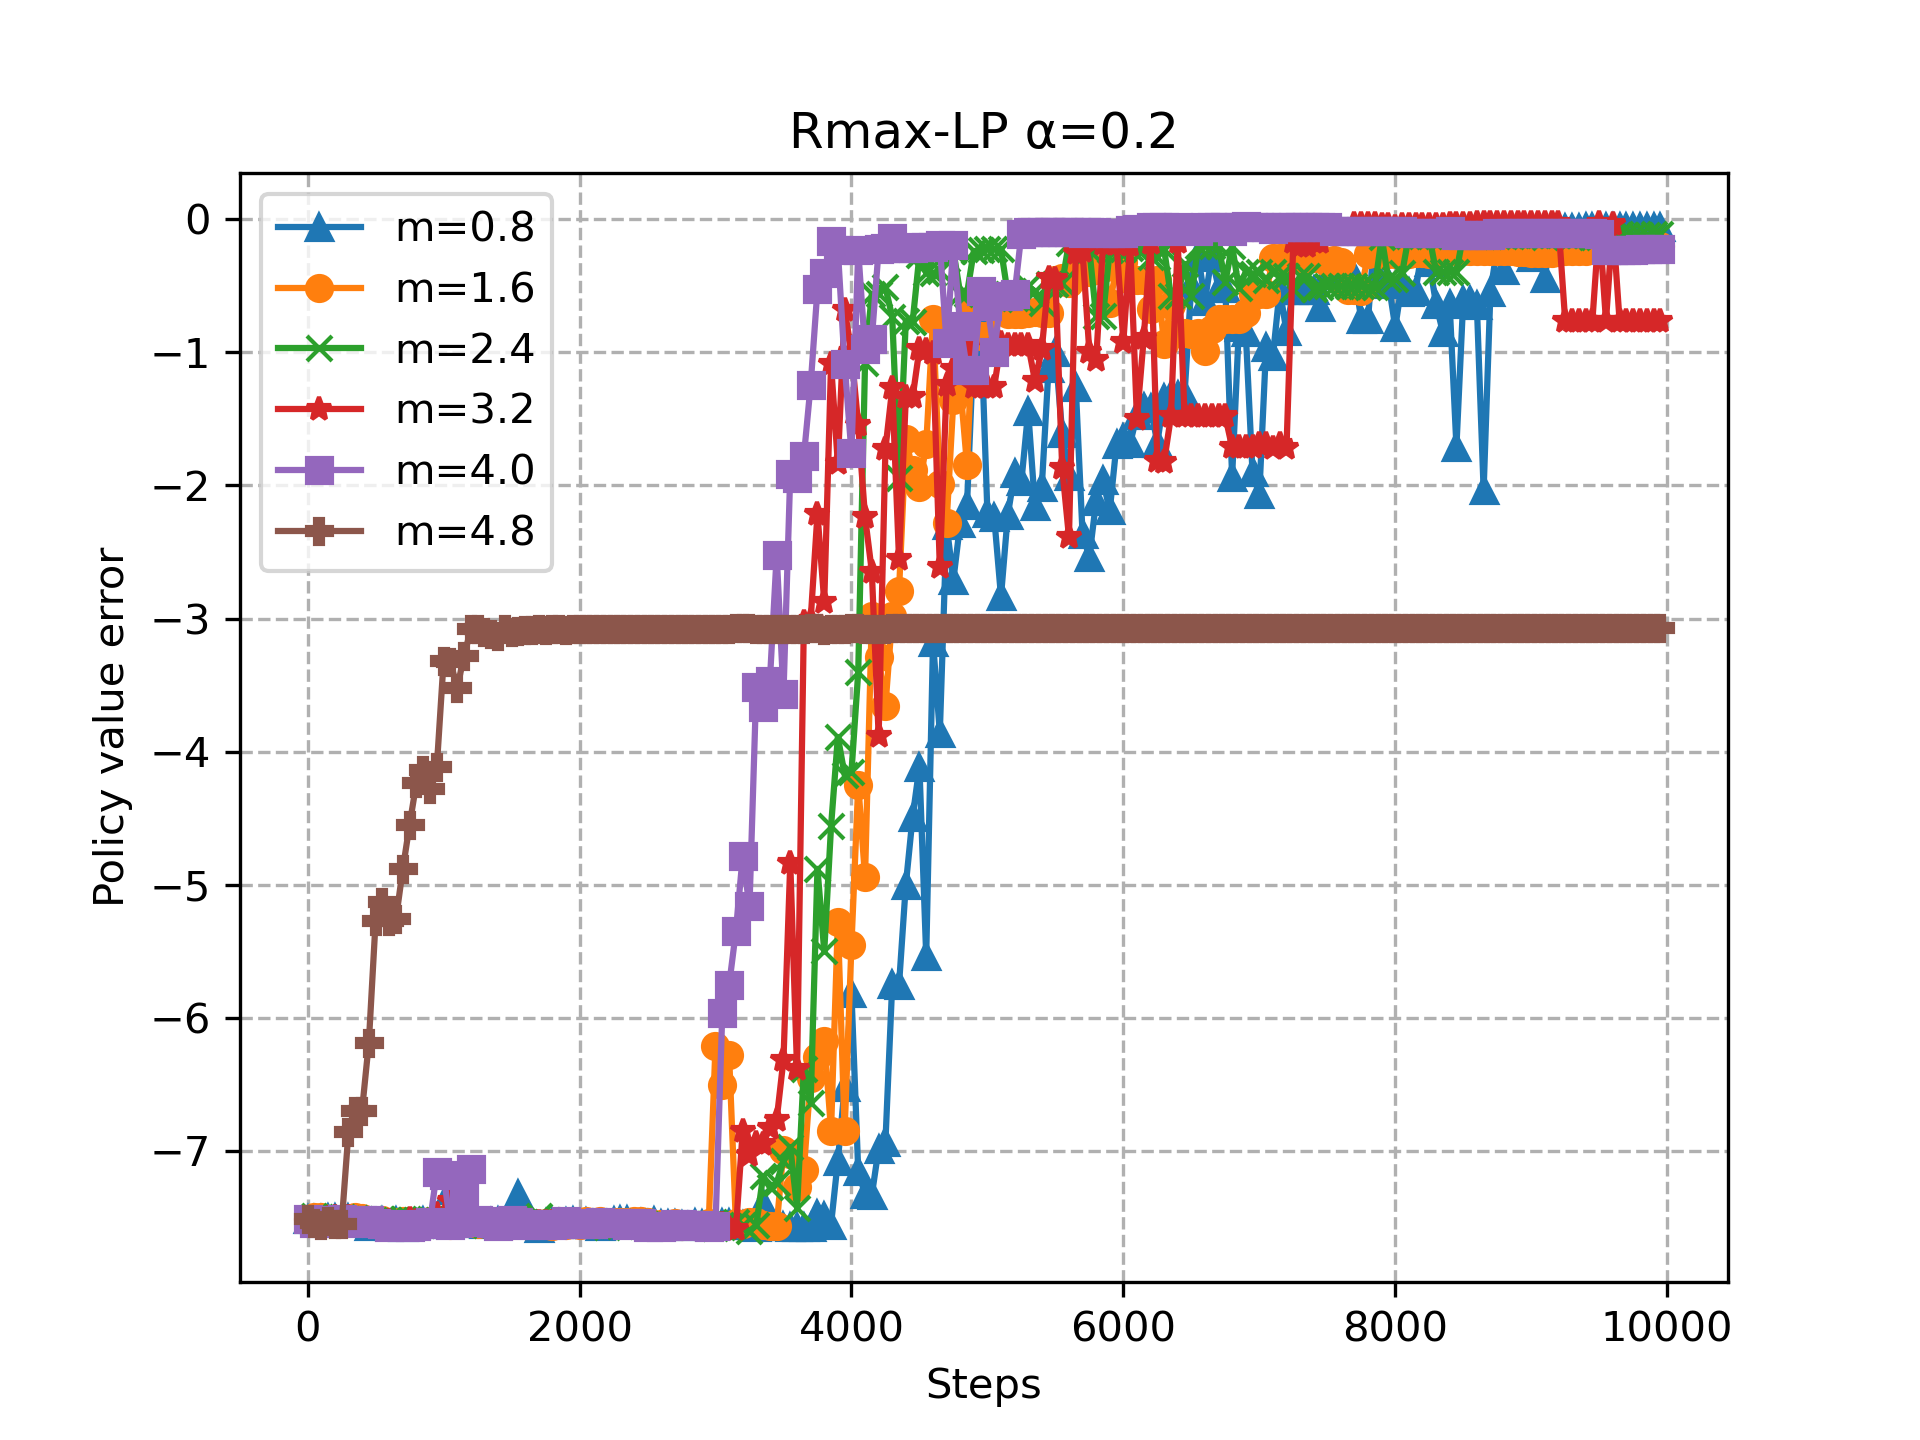 Rmax-LP α=0.2
m=0.8
m=1.6
m=2.4
m=3.2
m=4.0
m=4.8
Policy value error
0
−1
−2
−3
−4
−5
−6
−7
0 2000 4000 6000 8000 10000
Steps